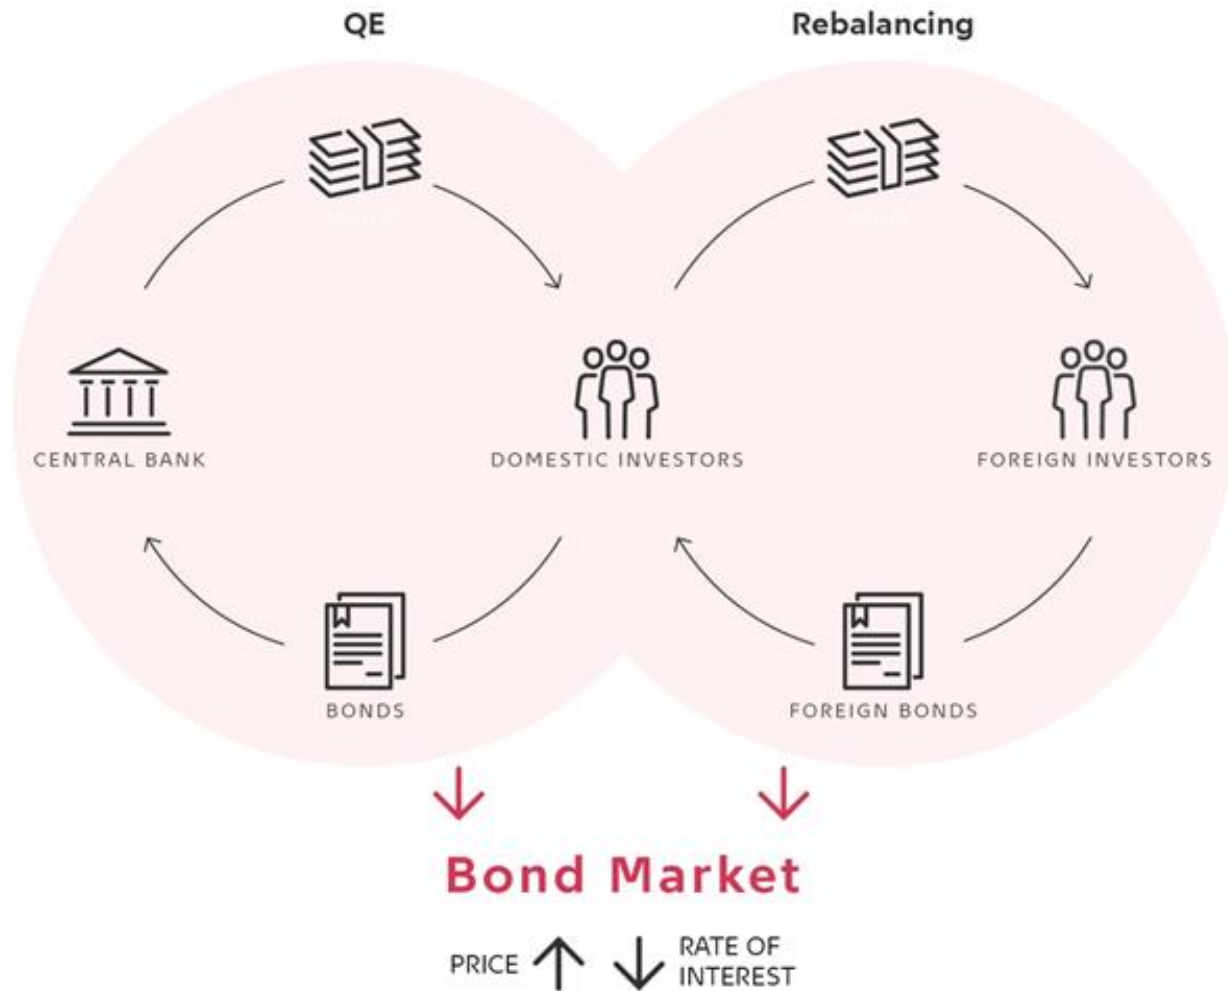 QE
Rebalancing
CENTRAL BANK
DOMESTIC INVESTORS
FOREIGN INVESTORS
BONDS
FOREIGN BONDS
Bond Market
PRICE
RATE OF
INTEREST